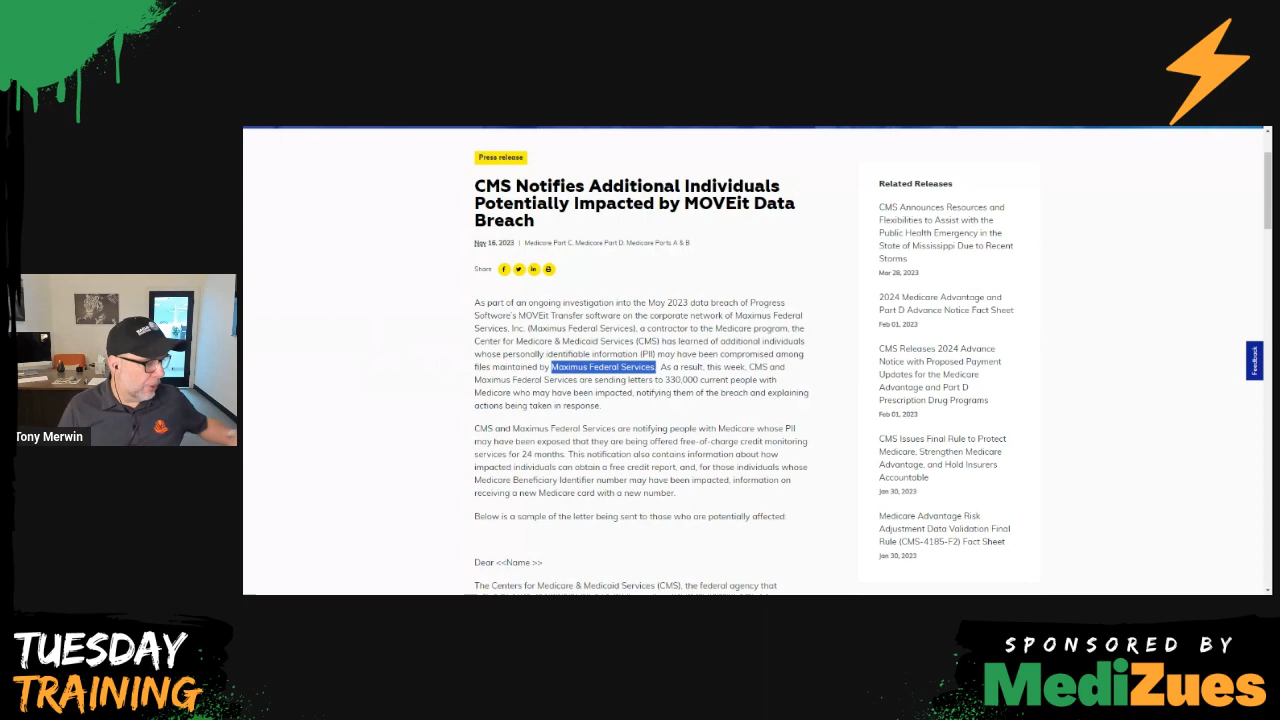 Press release
CMS Notifies Additional Individuals
Potentially Impacted by MOVEit Data
Breach
Nov 16, 2023 | Medicare Part C, Medicare Part D, Medicare Parts A & B
Share
As part of an ongoing investigation into the May 2023 data breach of Progress
Software's MOVEit Transfer software on the corporate network of Maximus Federal
Services, Inc. (Maximus Federal Services), a contractor to the Medicare program, the
Center for Medicare & Medicaid Services (CMS) has learned of additional individuals
whose personally identifiable information (PII) may have been compromised among
files maintained by Maximus Federal Services. As a result, this week, CMS and
Maximus Federal Services are sending letters to 330,000 current people with
Medicare who may have been impacted, notifying them of the breach and explaining
actions being taken in response.
CMS and Maximus Federal Services are notifying people with Medicare whose PII
may have been exposed that they are being offered free-of-charge credit monitoring
services for 24 months. This notification also contains information about how
impacted individuals can obtain a free credit report, and, for those individuals whose
Medicare Beneficiary Identifier number may have been impacted, information on
receiving a new Medicare card with a new number.
Below is a sample of the letter being sent to those who are potentially affected:
Dear <<Name >>
The Centers for Medicare & Medicaid Services (CMS), the federal agency that
Related Releases
CMS Announces Resources and
Flexibilities to Assist with the
Public Health Emergency in the
State of Mississippi Due to Recent
Storms
Mar 28, 2023
2024 Medicare Advantage and
Part D Advance Notice Fact Sheet
Feb 01, 2023
CMS Releases 2024 Advance
Notice with Proposed Payment
Updates for the Medicare
Advantage and Part D
Prescription Drug Programs
Feb 01, 2023
CMS Issues Final Rule to Protect
Medicare, Strengthen Medicare
Advantage, and Hold Insurers
Accountable
Jan 30, 2023
Medicare Advantage Risk
Adjustment Data Validation Final
Rule (CMS-4185-F2) Fact Sheet
Jan 30, 2023
Feedback
Tony Merwin
TUESDAY
TRAINING
SPONSORED BY
MediZues